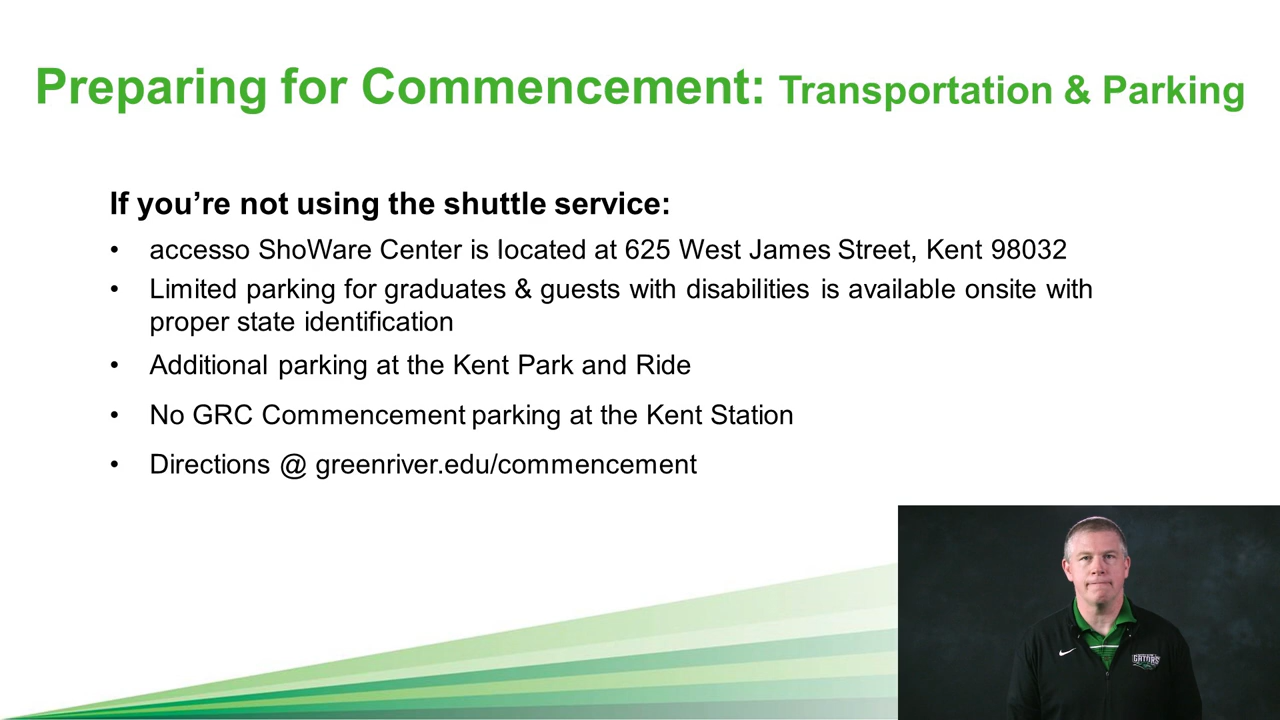 Preparing for Commencement: Transportation & Parking
If you’re not using the shuttle service:
• accesso ShoWare Center is located at 625 West James Street, Kent 98032
• Limited parking for graduates & guests with disabilities is available onsite with
proper state identification
• Additional parking at the Kent Park and Ride
• No GRC Commencement parking at the Kent Station
• Directions @ greenriver.edu/commencement
GATORS